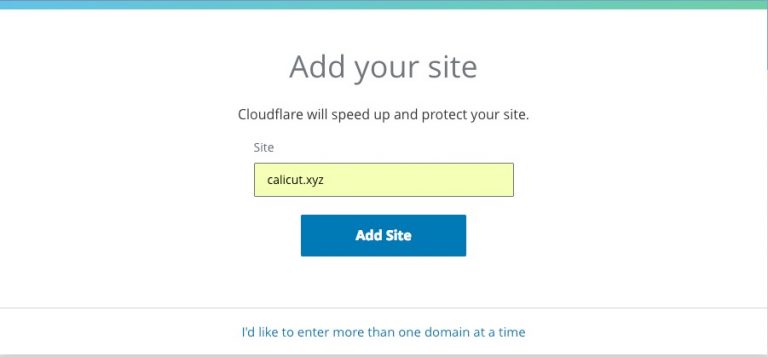 Add your site
Cloudflare will speed up and protect your site.
Site
calicut.xyz
Add Site
I'd like to enter more than one domain at a time